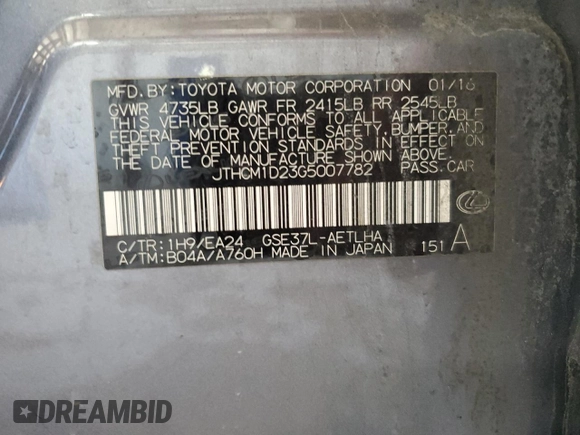 MFD. BY: TOYOTA MOTOR CORPORATION 01/16
GVWR 4735LB GAWR FR 2415LB RR 2545LB
THIS VEHICLE CONFORMS TO ALL APPLICABLE
FEDERAL MOTOR VEHICLE SAFETY, BUMPER, AND
THEFT PREVENTION STANDARDS IN EFFECT ON
THE DATE OF MANUFACTURE SHOWN ABOVE.
JTHCM1D23G5007782 PASS. CAR
C/TR: 1H9/EA24 GSE37L-AETLHA
A/TM: B04A/A760H MADE IN JAPAN 151 A
DREAMBID